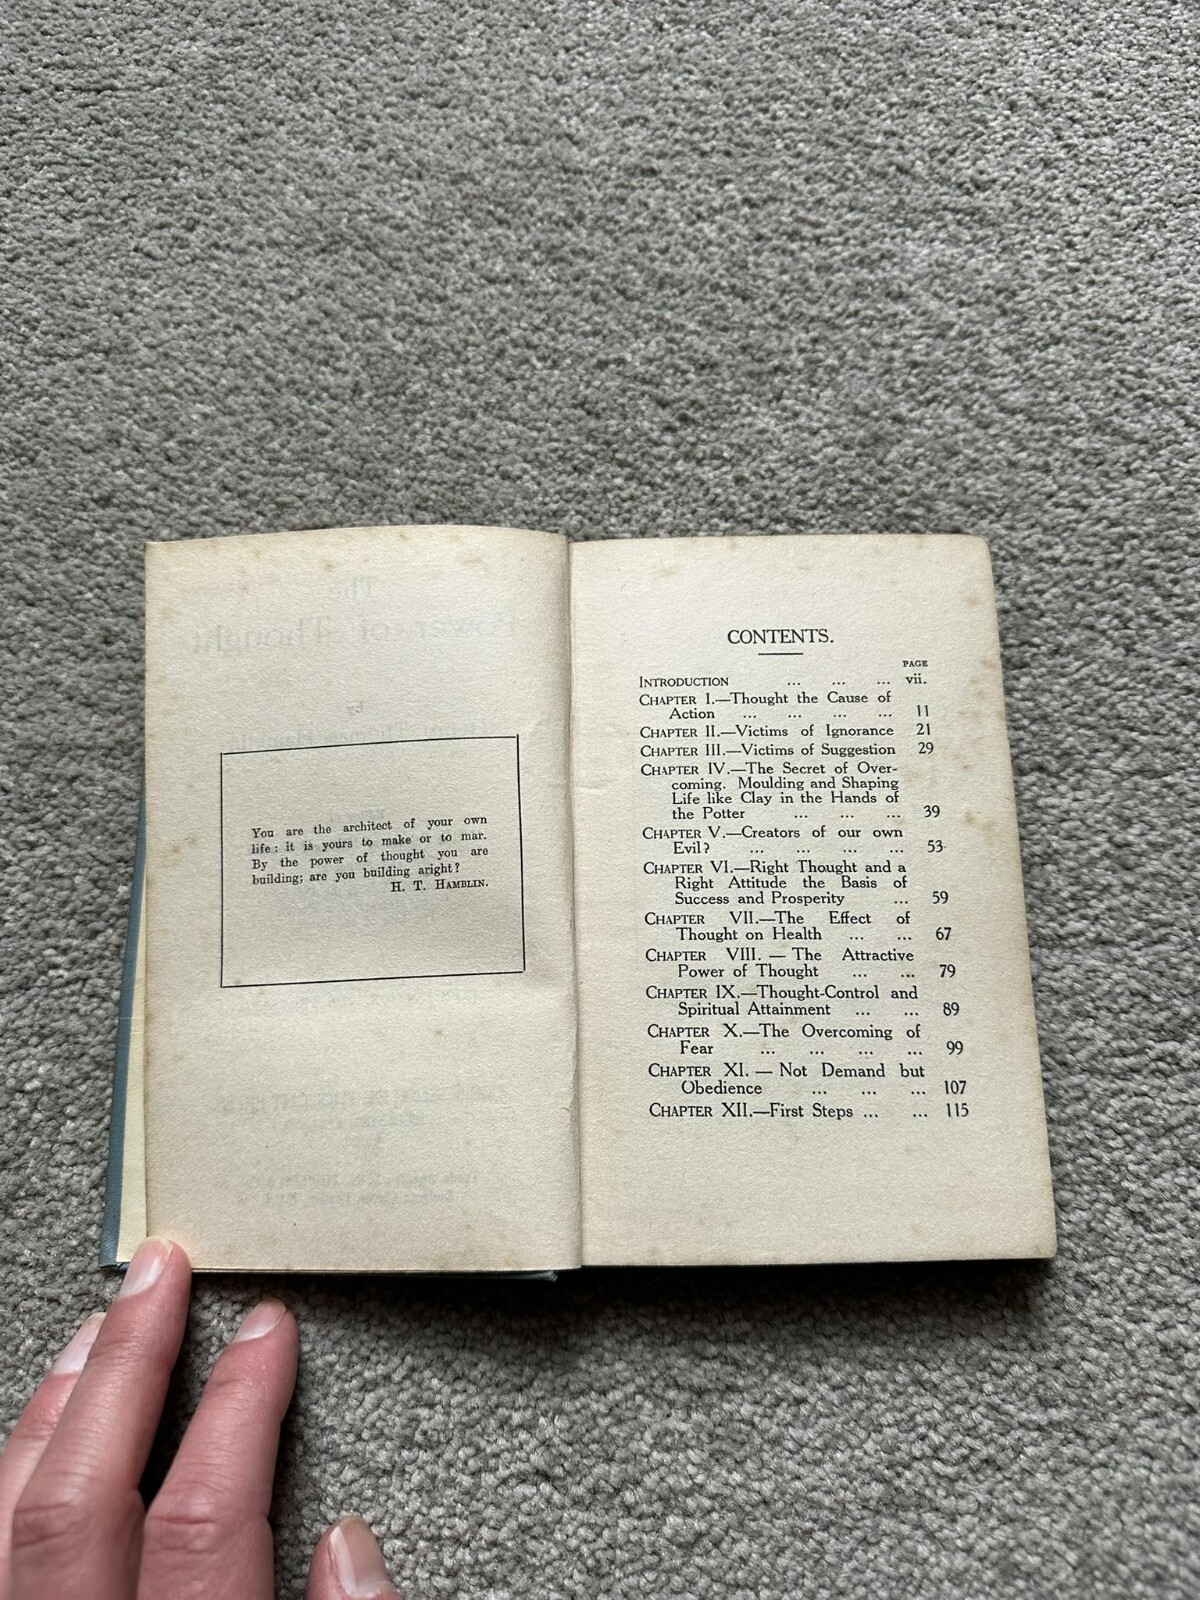 You are the architect of your own
life: it is yours to make or to mar.
By the power of thought you are
building; are you building aright?
H. T. HAMBLIN.
CONTENTS.
PAGE
INTRODUCTION ... ... ... vii.
CHAPTER I.—Thought the Cause of
Action ... ... ... ... 11
CHAPTER II.—Victims of Ignorance 21
CHAPTER III.—Victims of Suggestion 29
CHAPTER IV.—The Secret of Over-
coming. Moulding and Shaping
Life like Clay in the Hands of
the Potter ... ... ... 39
CHAPTER V.—Creators of our own
Evil? ... ... ... ... 53
CHAPTER VI.—Right Thought and a
Right Attitude the Basis of
Success and Prosperity ... 59
CHAPTER VII.—The Effect of
Thought on Health ... ... 67
CHAPTER VIII. — The Attractive
Power of Thought ... ... 79
CHAPTER IX.—Thought-Control and
Spiritual Attainment ... ... 89
CHAPTER X.—The Overcoming of
Fear ... ... ... ... 99
CHAPTER XI. — Not Demand but
Obedience ... ... ... 107
CHAPTER XII.—First Steps ... ... 115